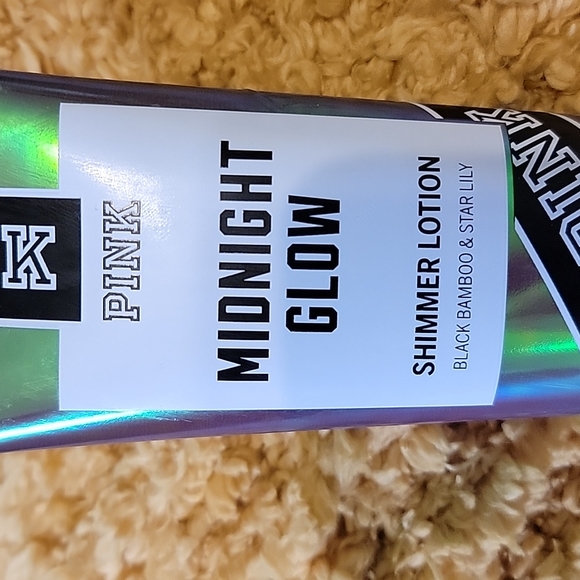 K
PINK
MIDNIGHT
GLOW
SHIMMER LOTION
BLACK BAMBOO & STAR LILY
PINK